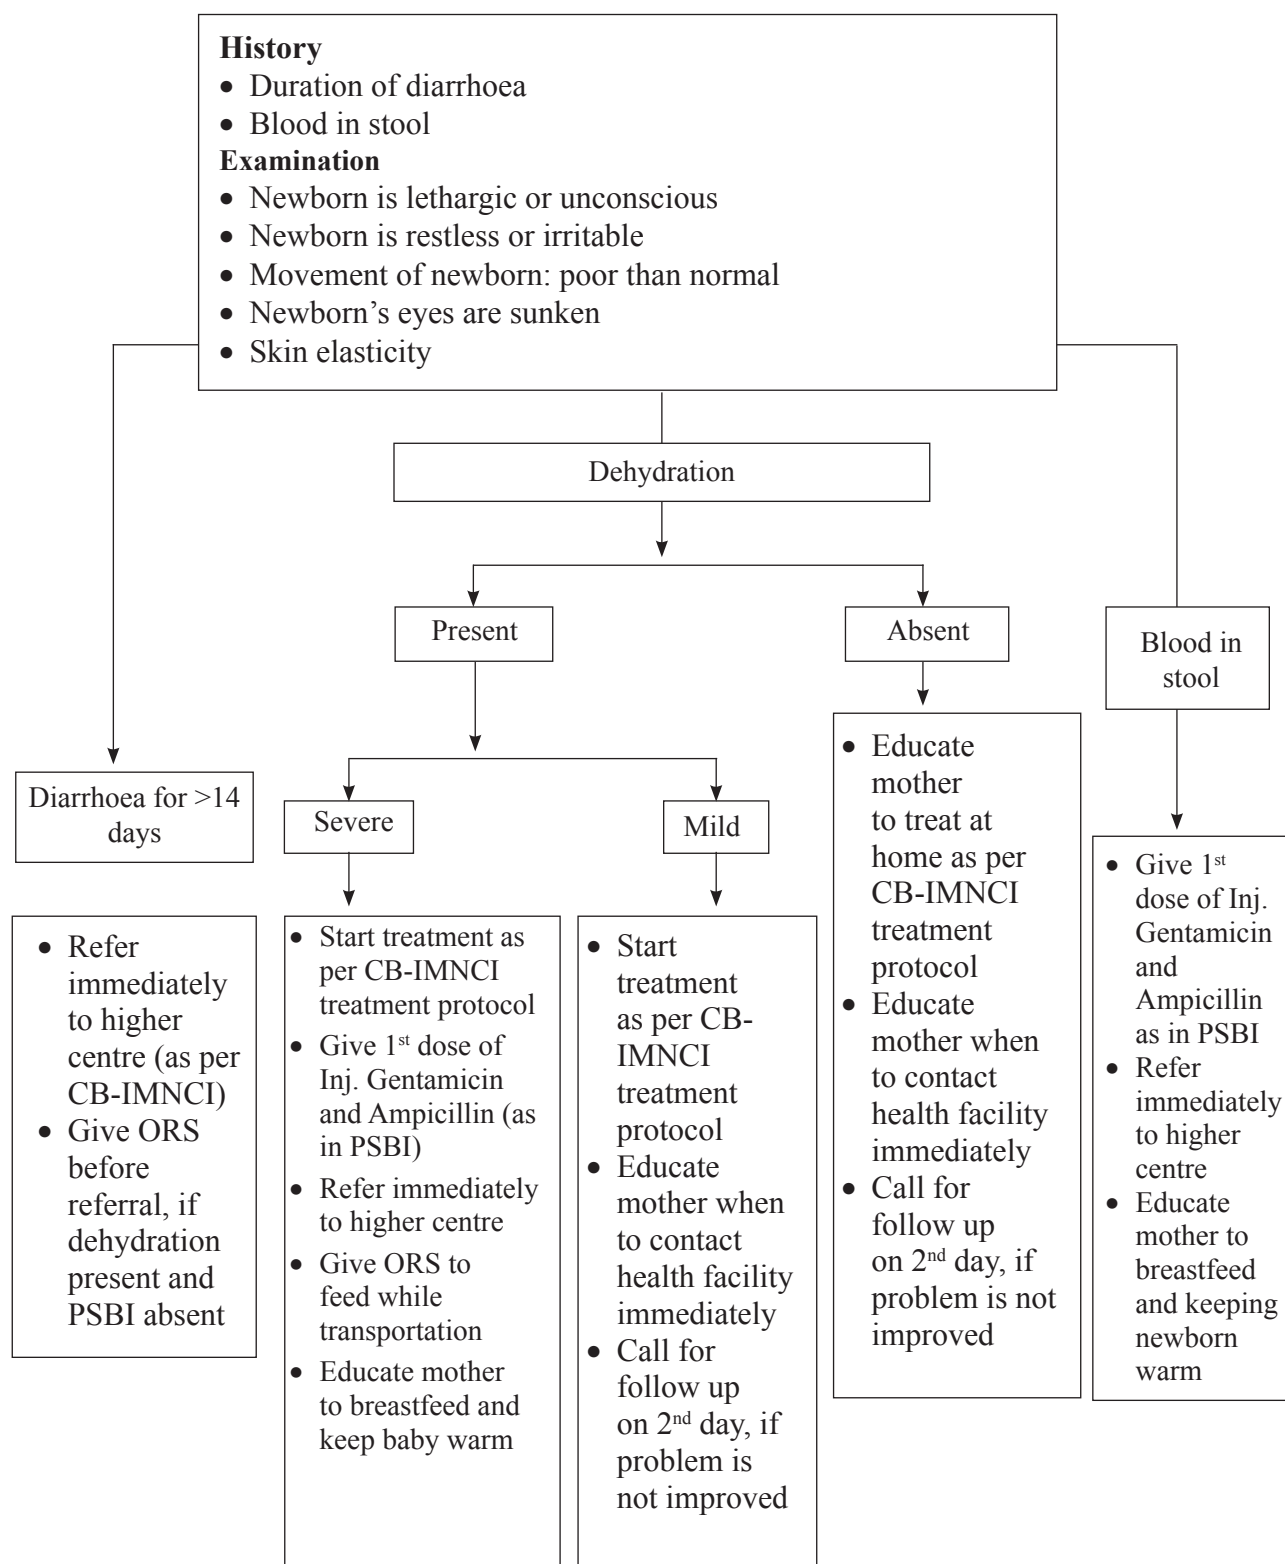 History
• Duration of diarrhoea
• Blood in stool
Examination
• Newborn is lethargic or unconscious
• Newborn is restless or irritable
• Movement of newborn: poor than normal
• Newborn’s eyes are sunken
• Skin elasticity
Dehydration
Present
Absent
Blood in
stool
Diarrhoea for >14
days
Severe
Mild
• Refer
immediately
to higher
centre (as per
CB-IMNCI)
• Give ORS
before
referral, if
dehydration
present and
PSBI absent
• Start treatment as
per CB-IMNCI
treatment protocol
• Give 1st dose of
Inj. Gentamicin
and Ampicillin (as
in PSBI)
• Refer immediately
to higher centre
• Give ORS to
feed while
transportation
• Educate mother
to breastfeed and
keep baby warm
• Start
treatment
as per CB-
IMNCI
treatment
protocol
• Educate
mother when
to contact
health facility
immediately
• Call for
follow up
on 2nd day, if
problem is
not improved
• Educate
mother
to treat at
home as per
CB-IMNCI
treatment
protocol
• Educate
mother when
to contact
health facility
immediately
• Call for
follow up
on 2nd day, if
problem is not
improved
• Give 1st
dose of Inj.
Gentamicin
and
Ampicillin
as in PSBI
• Refer
immediately
to higher
centre
• Educate
mother to
breastfeed
and keeping
newborn
warm